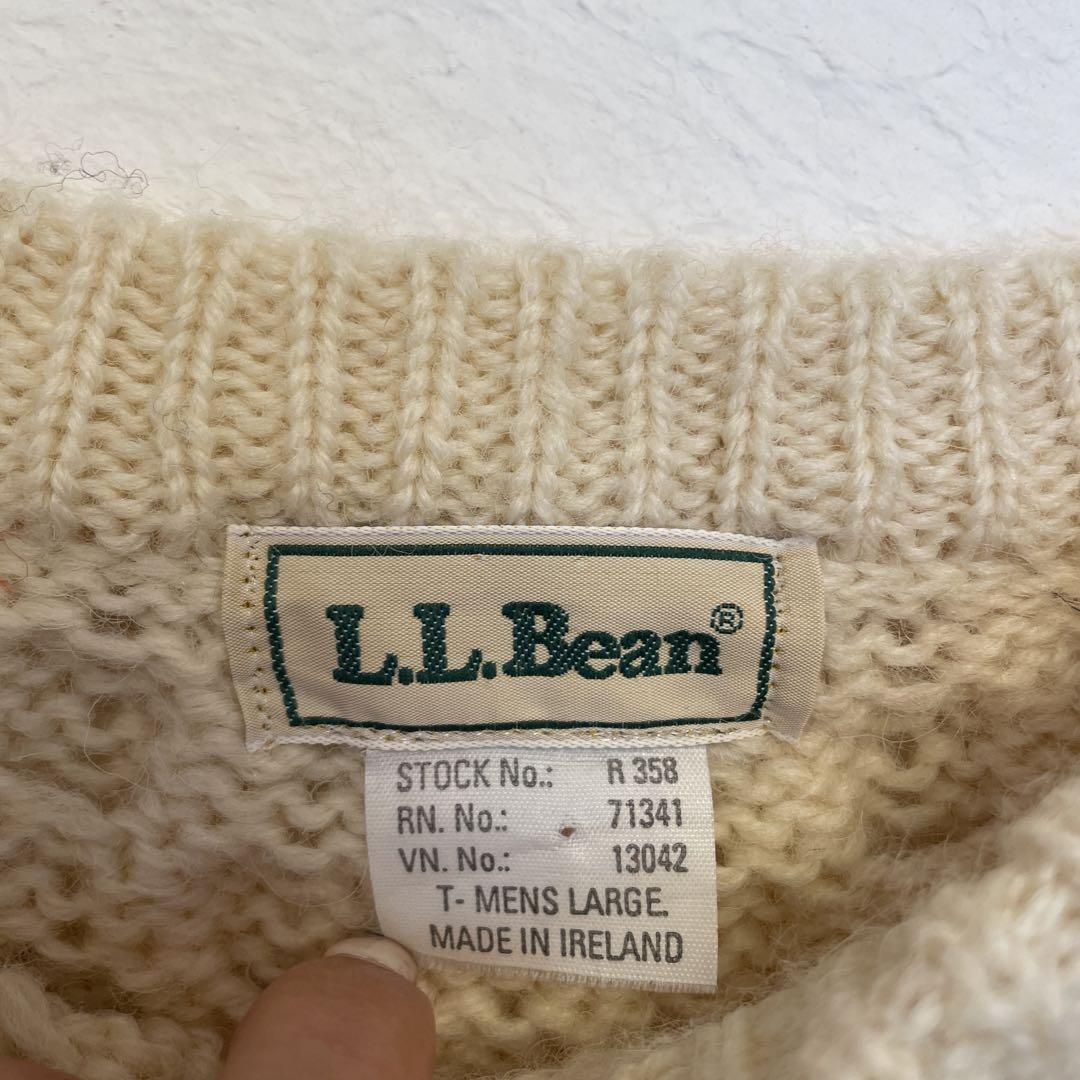 L.L.Bean®
STOCK No.: R 358
RN. No.: 71341
VN. No.: 13042
T- MENS LARGE.
MADE IN IRELAND